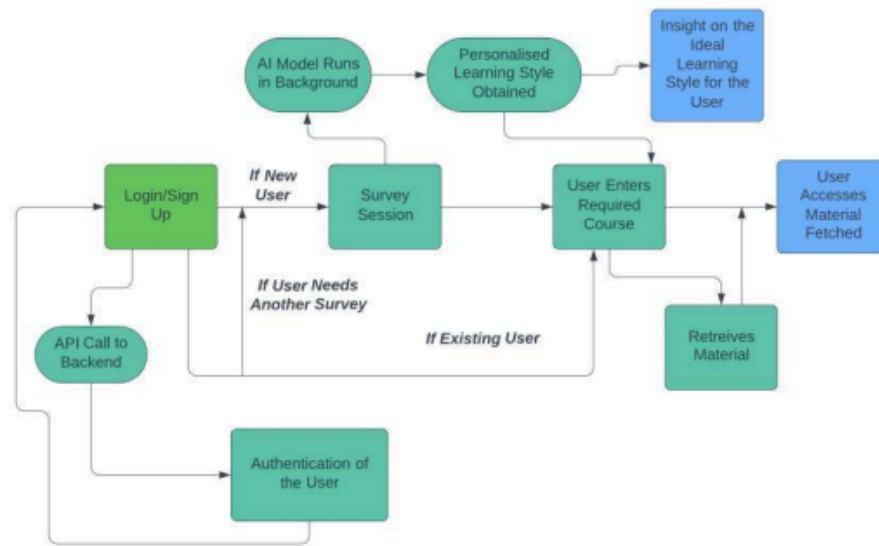 AI Model Runs
in Background
Personalised
Learning Style
Obtained
Insight on the
Ideal
Learning
Style for the
User
Login/Sign
Up
If New
User
Survey
Session
User Enters
Required
Course
User
Accesses
Material
Fetched
If User Needs
Another Survey
API Call to
Backend
If Existing User
Retreives
Material
Authentication of
the User